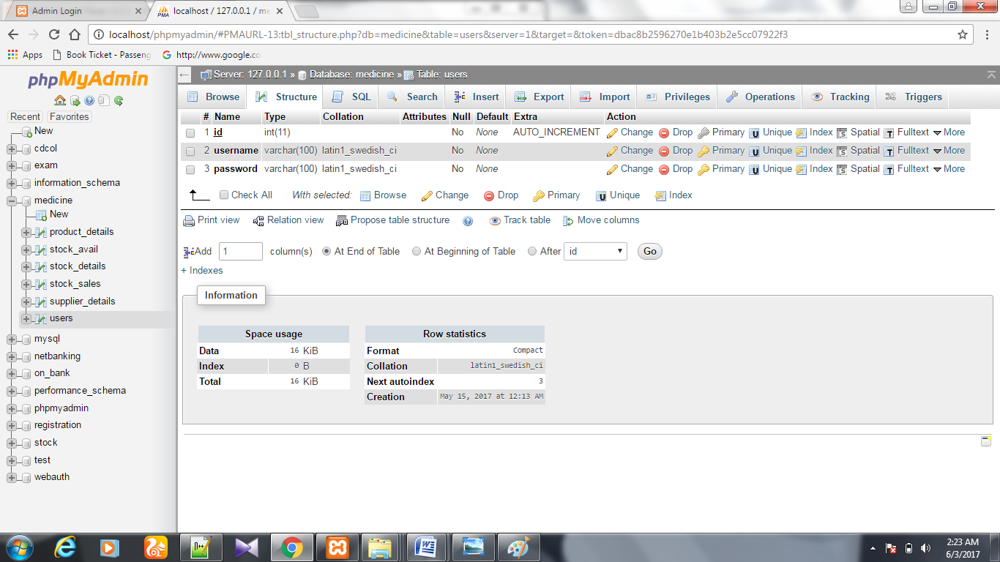 Admin Login
localhost / 127.0.0.1 / me
localhost/phpmyadmin/#PMAURL-13:tbl_structure.php?db=medicine&table=users&server=1&target=&token=dbac8b2596270e1b403b2e5cc07922f3
Apps Book Ticket - Passeng http://www.google.co
phpMyAdmin
Recent Favorites
New
cdcol
exam
information_schema
medicine
New
product_details
stock_avail
stock_details
stock_sales
supplier_details
users
mysql
netbanking
on_bank
performance_schema
phpmyadmin
registration
stock
test
webauth
Server: 127.0.0.1 » Database: medicine » Table: users
Browse Structure SQL Search Insert Export Import Privileges Operations Tracking Triggers
# Name Type Collation Attributes Null Default Extra Action
1 id int(11) No None AUTO_INCREMENT Change Drop Primary Unique Index Spatial Fulltext More
2 username varchar(100) latin1_swedish_ci No None Change Drop Primary Unique Index Spatial Fulltext More
3 password varchar(100) latin1_swedish_ci No None Change Drop Primary Unique Index Spatial Fulltext More
Check All With selected: Browse Change Drop Primary Unique Index
Print view Relation view Propose table structure Track table Move columns
Add 1 column(s) At End of Table At Beginning of Table After id Go
+ Indexes
Information
Space usage
Data 16 KiB
Index 0 B
Total 16 KiB
Row statistics
Format Compact
Collation latin1_swedish_ci
Next autoindex 3
Creation May 15, 2017 at 12:13 AM
2:23 AM
6/3/2017